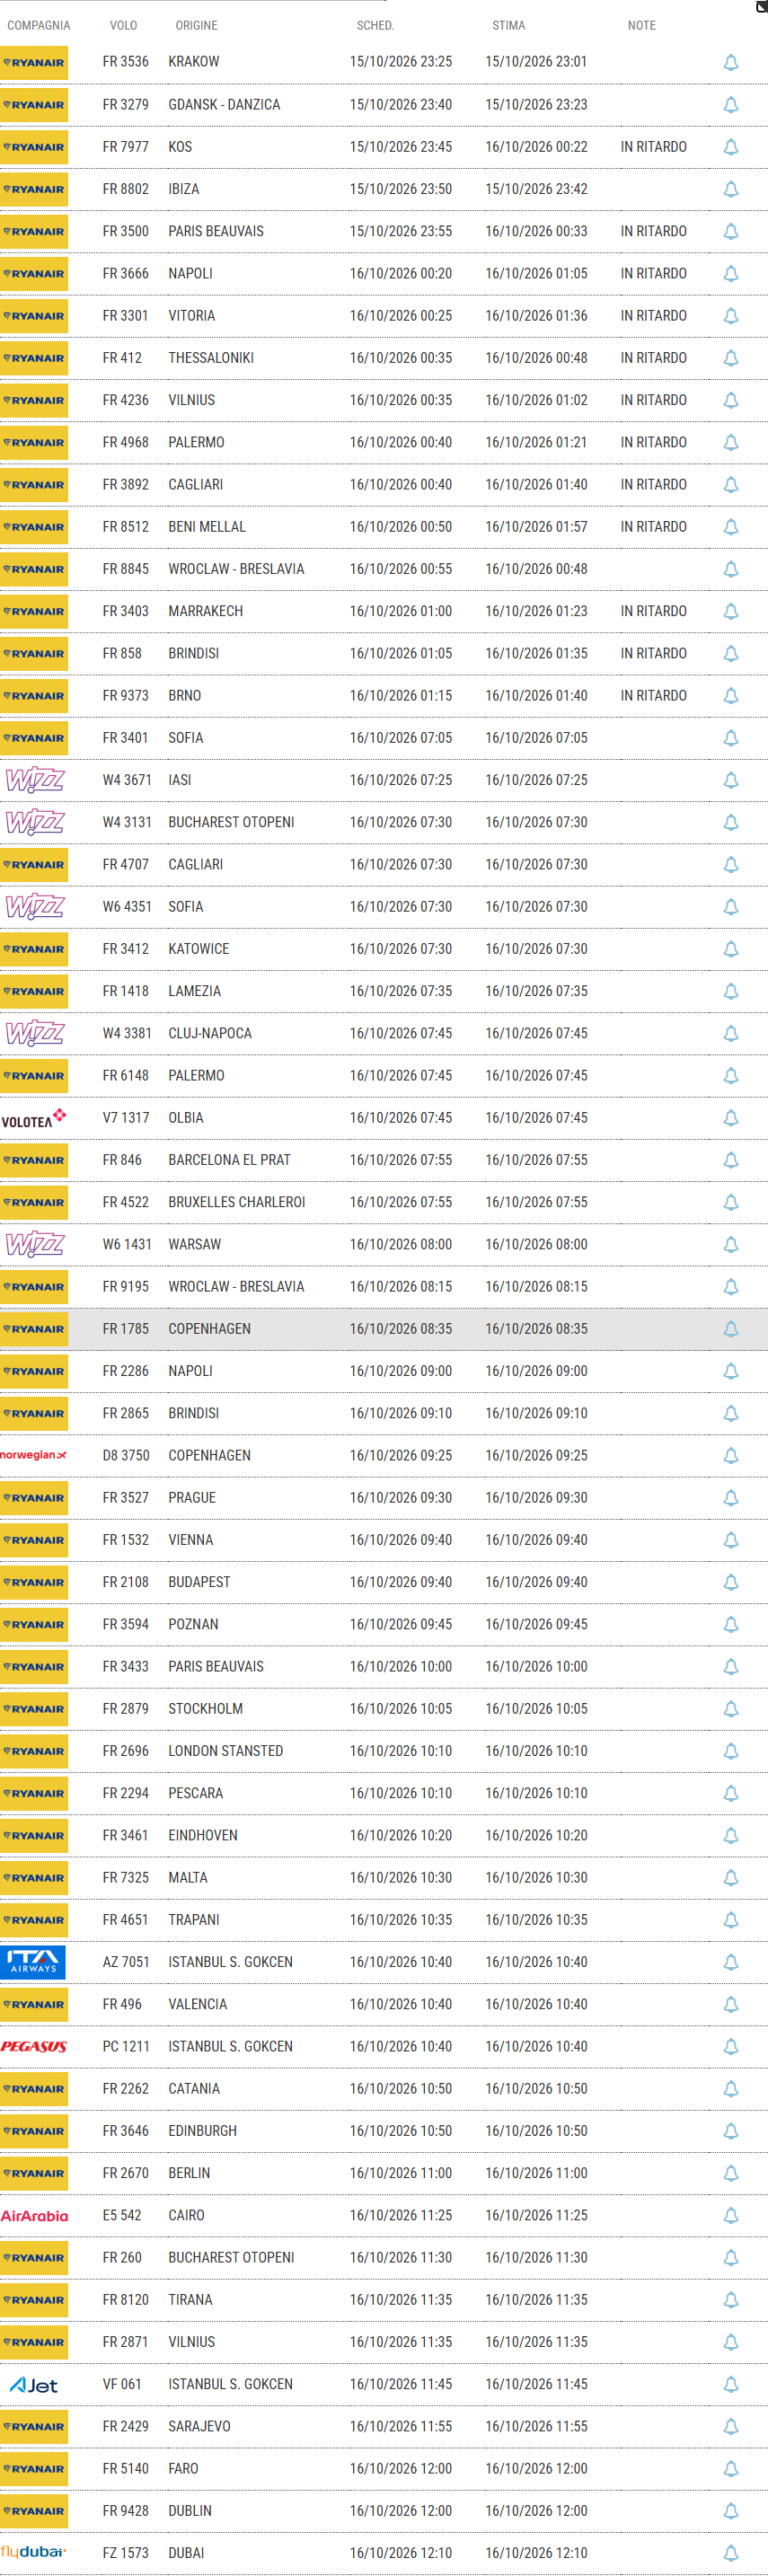 COMPAGNIA VOLO ORIGINE SCHED. STIMA NOTE
RYANAIR FR 3536 KRAKOW 15/10/2026 23:25 15/10/2026 23:01
RYANAIR FR 3279 GDANSK - DANZICA 15/10/2026 23:40 15/10/2026 23:23
RYANAIR FR 7977 KOS 15/10/2026 23:45 16/10/2026 00:22 IN RITARDO
RYANAIR FR 8802 IBIZA 15/10/2026 23:50 15/10/2026 23:42
RYANAIR FR 3500 PARIS BEAUVAIS 15/10/2026 23:55 16/10/2026 00:33 IN RITARDO
RYANAIR FR 3666 NAPOLI 16/10/2026 00:20 16/10/2026 01:05 IN RITARDO
RYANAIR FR 3301 VITORIA 16/10/2026 00:25 16/10/2026 01:36 IN RITARDO
RYANAIR FR 412 THESSALONIKI 16/10/2026 00:35 16/10/2026 00:48 IN RITARDO
RYANAIR FR 4236 VILNIUS 16/10/2026 00:35 16/10/2026 01:02 IN RITARDO
RYANAIR FR 4968 PALERMO 16/10/2026 00:40 16/10/2026 01:21 IN RITARDO
RYANAIR FR 3892 CAGLIARI 16/10/2026 00:40 16/10/2026 01:40 IN RITARDO
RYANAIR FR 8512 BENI MELLAL 16/10/2026 00:50 16/10/2026 01:57 IN RITARDO
RYANAIR FR 8845 WROCLAW - BRESLAVIA 16/10/2026 00:55 16/10/2026 00:48
RYANAIR FR 3403 MARRAKECH 16/10/2026 01:00 16/10/2026 01:23 IN RITARDO
RYANAIR FR 858 BRINDISI 16/10/2026 01:05 16/10/2026 01:35 IN RITARDO
RYANAIR FR 9373 BRNO 16/10/2026 01:15 16/10/2026 01:40 IN RITARDO
RYANAIR FR 3401 SOFIA 16/10/2026 07:05 16/10/2026 07:05
Wizz W4 3671 IASI 16/10/2026 07:25 16/10/2026 07:25
Wizz W4 3131 BUCHAREST OTOPENI 16/10/2026 07:30 16/10/2026 07:30
RYANAIR FR 4707 CAGLIARI 16/10/2026 07:30 16/10/2026 07:30
Wizz W6 4351 SOFIA 16/10/2026 07:30 16/10/2026 07:30
RYANAIR FR 3412 KATOWICE 16/10/2026 07:30 16/10/2026 07:30
RYANAIR FR 1418 LAMEZIA 16/10/2026 07:35 16/10/2026 07:35
Wizz W4 3381 CLUJ-NAPOCA 16/10/2026 07:45 16/10/2026 07:45
RYANAIR FR 6148 PALERMO 16/10/2026 07:45 16/10/2026 07:45
VOLOTEA V7 1317 OLBIA 16/10/2026 07:45 16/10/2026 07:45
RYANAIR FR 846 BARCELONA EL PRAT 16/10/2026 07:55 16/10/2026 07:55
RYANAIR FR 4522 BRUXELLES CHARLEROI 16/10/2026 07:55 16/10/2026 07:55
Wizz W6 1431 WARSAW 16/10/2026 08:00 16/10/2026 08:00
RYANAIR FR 9195 WROCLAW - BRESLAVIA 16/10/2026 08:15 16/10/2026 08:15
RYANAIR FR 1785 COPENHAGEN 16/10/2026 08:35 16/10/2026 08:35
RYANAIR FR 2286 NAPOLI 16/10/2026 09:00 16/10/2026 09:00
RYANAIR FR 2865 BRINDISI 16/10/2026 09:10 16/10/2026 09:10
norwegian D8 3750 COPENHAGEN 16/10/2026 09:25 16/10/2026 09:25
RYANAIR FR 3527 PRAGUE 16/10/2026 09:30 16/10/2026 09:30
RYANAIR FR 1532 VIENNA 16/10/2026 09:40 16/10/2026 09:40
RYANAIR FR 2108 BUDAPEST 16/10/2026 09:40 16/10/2026 09:40
RYANAIR FR 3594 POZNAN 16/10/2026 09:45 16/10/2026 09:45
RYANAIR FR 3433 PARIS BEAUVAIS 16/10/2026 10:00 16/10/2026 10:00
RYANAIR FR 2879 STOCKHOLM 16/10/2026 10:05 16/10/2026 10:05
RYANAIR FR 2696 LONDON STANSTED 16/10/2026 10:10 16/10/2026 10:10
RYANAIR FR 2294 PESCARA 16/10/2026 10:10 16/10/2026 10:10
RYANAIR FR 3461 EINDHOVEN 16/10/2026 10:20 16/10/2026 10:20
RYANAIR FR 7325 MALTA 16/10/2026 10:30 16/10/2026 10:30
RYANAIR FR 4651 TRAPANI 16/10/2026 10:35 16/10/2026 10:35
ITA AIRWAYS AZ 7051 ISTANBUL S. GOKCEN 16/10/2026 10:40 16/10/2026 10:40
RYANAIR FR 496 VALENCIA 16/10/2026 10:40 16/10/2026 10:40
PEGASUS PC 1211 ISTANBUL S. GOKCEN 16/10/2026 10:40 16/10/2026 10:40
RYANAIR FR 2262 CATANIA 16/10/2026 10:50 16/10/2026 10:50
RYANAIR FR 3646 EDINBURGH 16/10/2026 10:50 16/10/2026 10:50
RYANAIR FR 2670 BERLIN 16/10/2026 11:00 16/10/2026 11:00
AirArabia E5 542 CAIRO 16/10/2026 11:25 16/10/2026 11:25
RYANAIR FR 260 BUCHAREST OTOPENI 16/10/2026 11:30 16/10/2026 11:30
RYANAIR FR 8120 TIRANA 16/10/2026 11:35 16/10/2026 11:35
RYANAIR FR 2871 VILNIUS 16/10/2026 11:35 16/10/2026 11:35
AJet VF 061 ISTANBUL S. GOKCEN 16/10/2026 11:45 16/10/2026 11:45
RYANAIR FR 2429 SARAJEVO 16/10/2026 11:55 16/10/2026 11:55
RYANAIR FR 5140 FARO 16/10/2026 12:00 16/10/2026 12:00
RYANAIR FR 9428 DUBLIN 16/10/2026 12:00 16/10/2026 12:00
flydubai FZ 1573 DUBAI 16/10/2026 12:10 16/10/2026 12:10